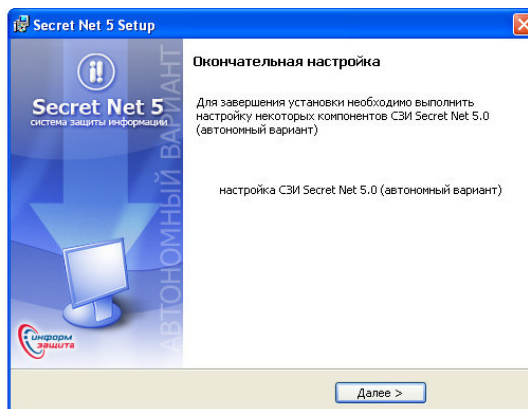 Secret Net 5 Setup
Secret Net 5
система защиты информации
АВТОНОМНЫЙ ВАРИАНТ
информ
защита
Окончательная настройка
Для завершения установки необходимо выполнить
настройку некоторых компонентов СЗИ Secret Net 5.0
(автономный вариант)
настройка СЗИ Secret Net 5.0 (автономный вариант)
Далее >